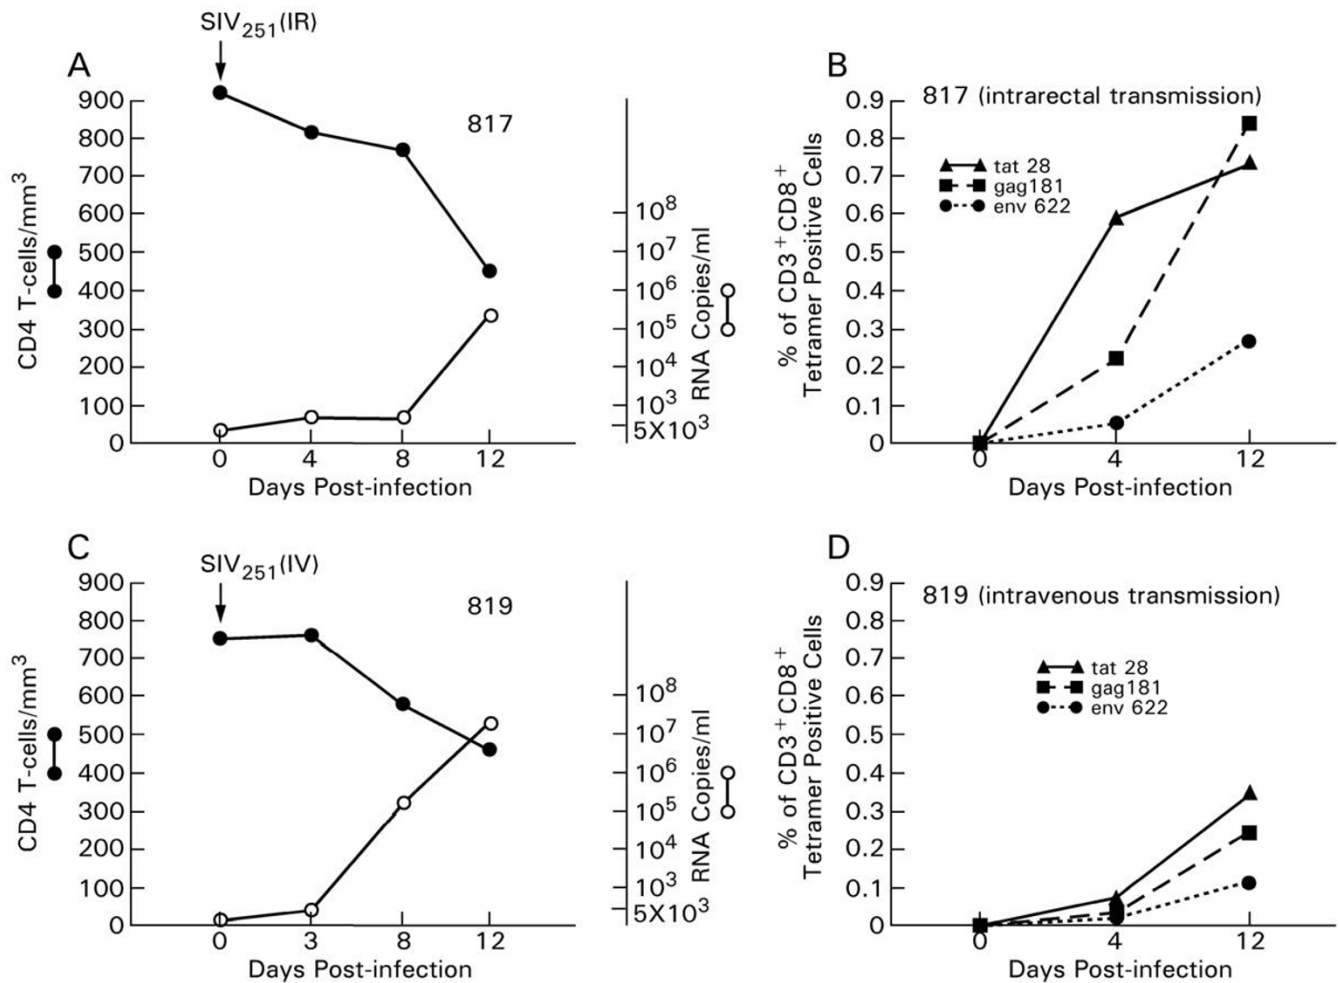 A
SIV251(IR)
817
CD4 T-cells/mm3
900
800
700
600
500
400
300
200
100
0
0 4 8 12
Days Post-infection
10^8
10^7
10^6
10^5
10^4
10^3
5X10^3
RNA Copies/ml
B
817 (intrarectal transmission)
tat 28
gag181
env 622
% of CD3+CD8+
Tetramer Positive Cells
0.9
0.8
0.7
0.6
0.5
0.4
0.3
0.2
0.1
0
0 4 12
Days Post-infection
C
SIV251(IV)
819
CD4 T-cells/mm3
900
800
700
600
500
400
300
200
100
0
0 3 8 12
Days Post-infection
10^8
10^7
10^6
10^5
10^4
10^3
5X10^3
RNA Copies/ml
D
819 (intravenous transmission)
tat 28
gag181
env 622
% of CD3+CD8+
Tetramer Positive Cells
0.9
0.8
0.7
0.6
0.5
0.4
0.3
0.2
0.1
0
0 4 12
Days Post-infection